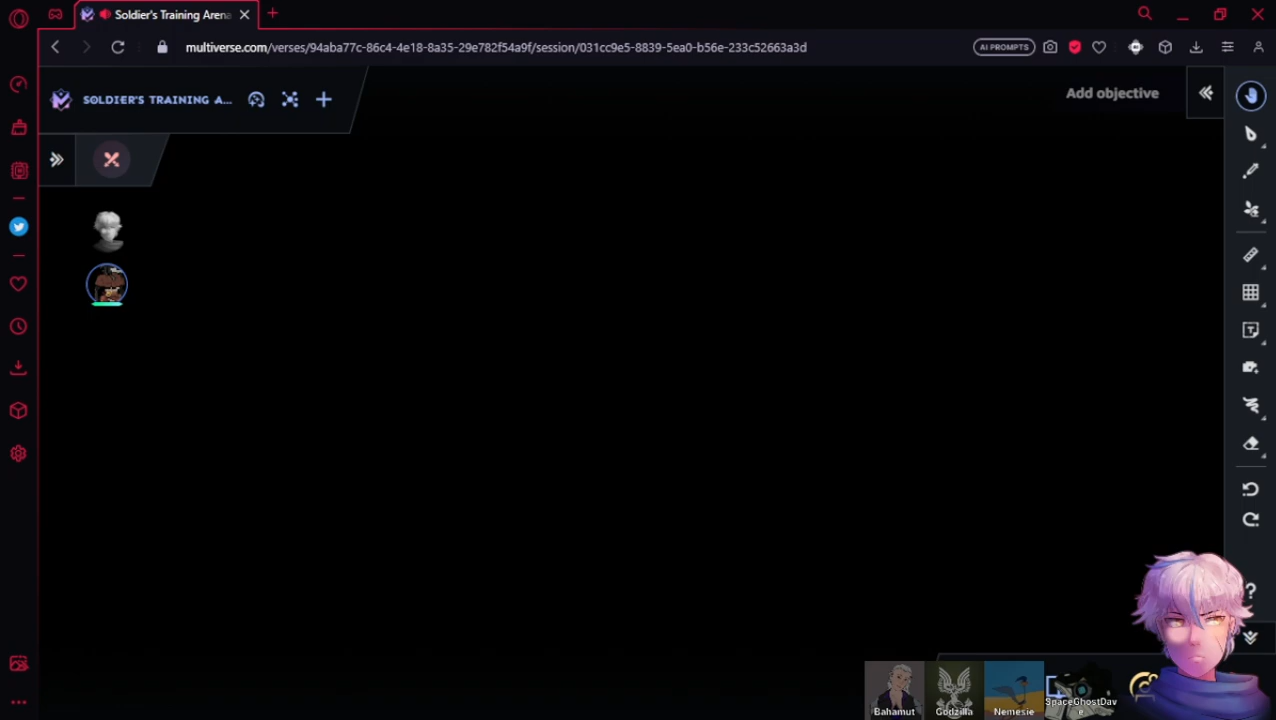 Soldier's Training Arena
multiverse.com/verses/94aba77c-86c4-4e18-8a35-29e782f54a9f/session/031cc9e5-8839-5ea0-b56e-233c52663a3d
AI PROMPTS
SOLDIER'S TRAINING A...
Add objective
Bahamut
Godzilla
Nemesie
SpaceGhostDav
e